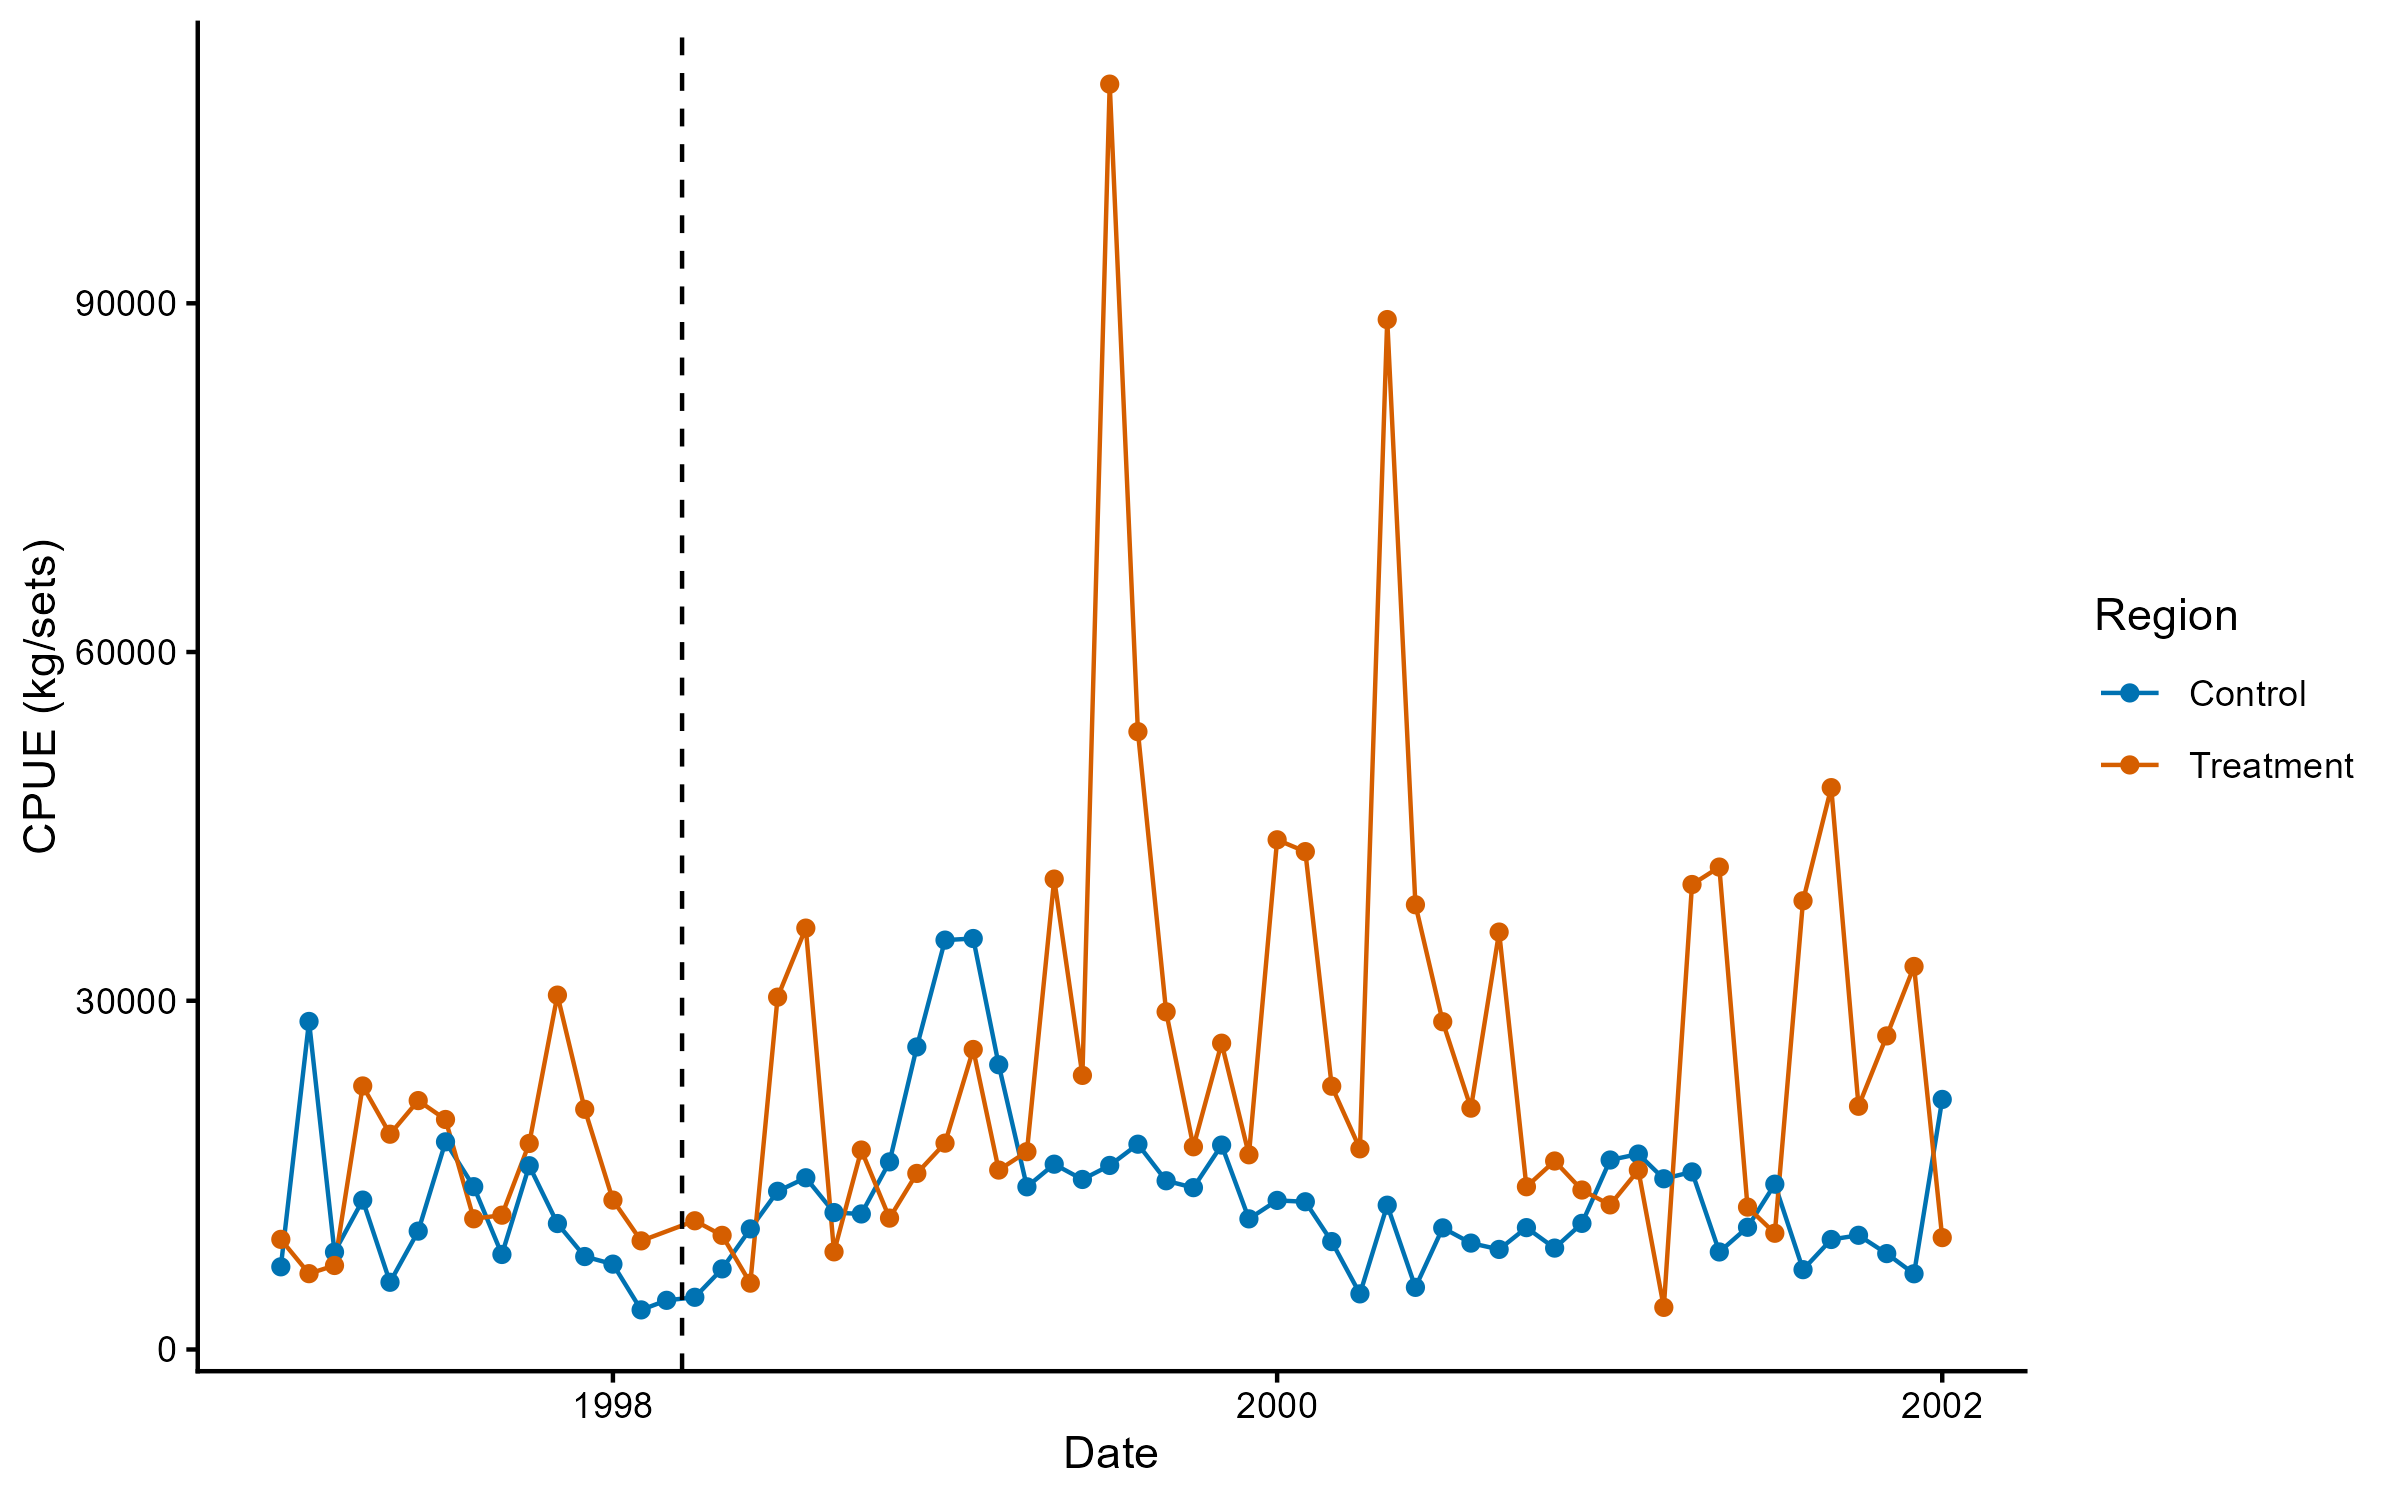 CPUE (kg/sets)
90000
60000
30000
0
1998
2000
2002
Date
Region
Control
Treatment